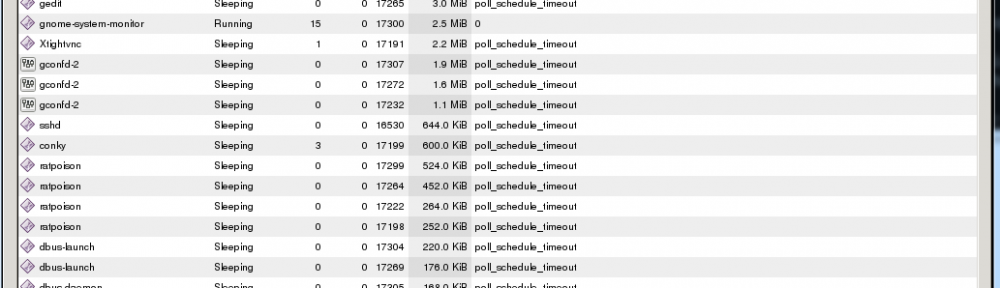 gedit Sleeping 0 0 17265 3.0 MiB poll_schedule_timeout
gnome-system-monitor Running 15 0 17300 2.5 MiB 0
Xtightvnc Sleeping 1 0 17191 2.2 MiB poll_schedule_timeout
gconfd-2 Sleeping 0 0 17307 1.9 MiB poll_schedule_timeout
gconfd-2 Sleeping 0 0 17272 1.6 MiB poll_schedule_timeout
gconfd-2 Sleeping 0 0 17232 1.1 MiB poll_schedule_timeout
sshd Sleeping 0 0 16530 644.0 KiB poll_schedule_timeout
conky Sleeping 3 0 17199 600.0 KiB poll_schedule_timeout
ratpoison Sleeping 0 0 17299 524.0 KiB poll_schedule_timeout
ratpoison Sleeping 0 0 17264 452.0 KiB poll_schedule_timeout
ratpoison Sleeping 0 0 17222 264.0 KiB poll_schedule_timeout
ratpoison Sleeping 0 0 17198 252.0 KiB poll_schedule_timeout
dbus-launch Sleeping 0 0 17304 220.0 KiB poll_schedule_timeout
dbus-launch Sleeping 0 0 17269 176.0 KiB poll_schedule_timeout
dbus-daemon Sleeping 0 0 17305 168.0 KiB poll_schedule_timeout